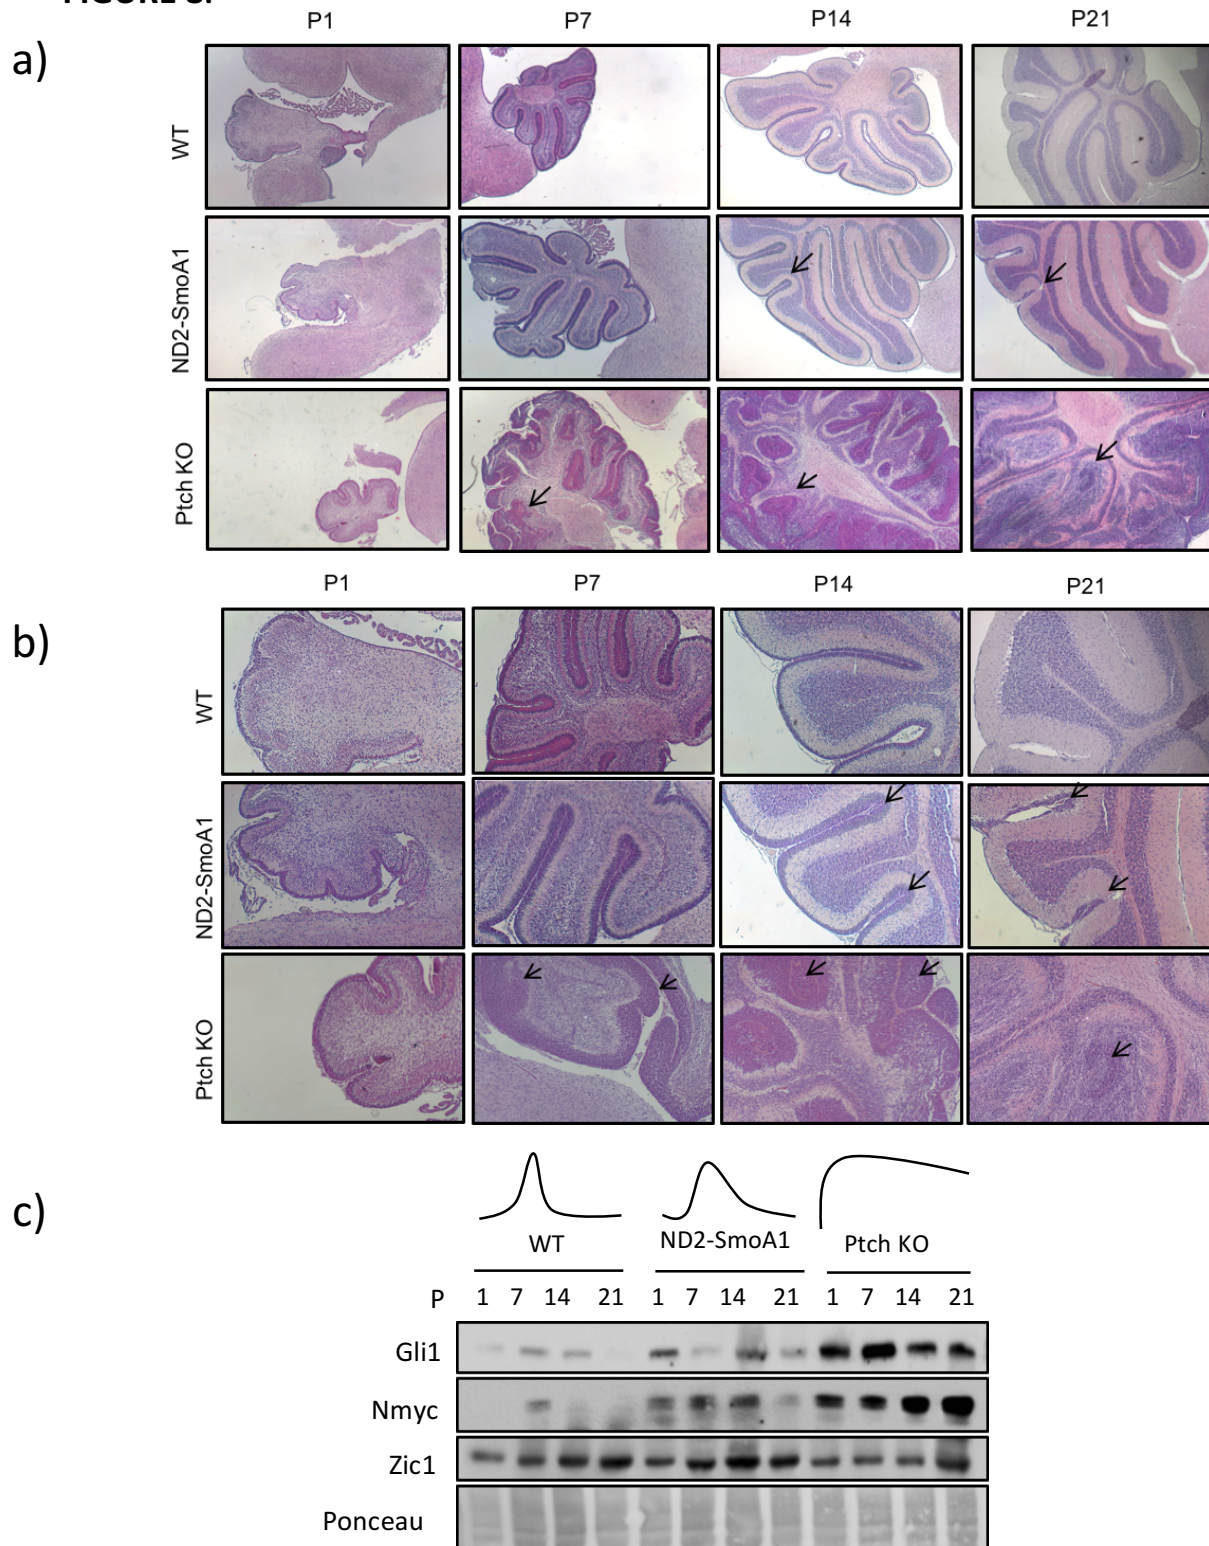 P1 P7 P14 P21
a)
WT
ND2-SmoA1
Ptch KO
P1 P7 P14 P21
b)
WT
ND2-SmoA1
Ptch KO
c)
WT ND2-SmoA1 Ptch KO
P 1 7 14 21 1 7 14 21 1 7 14 21
Gli1
Nmyc
Zic1
Ponceau